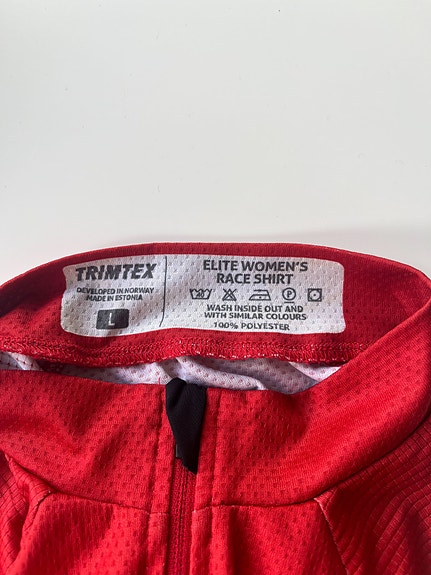 TRIMTEX
DEVELOPED IN NORWAY
MADE IN ESTONIA
L
ELITE WOMEN'S
RACE SHIRT
WASH INSIDE OUT AND
WITH SIMILAR COLOURS
100% POLYESTER